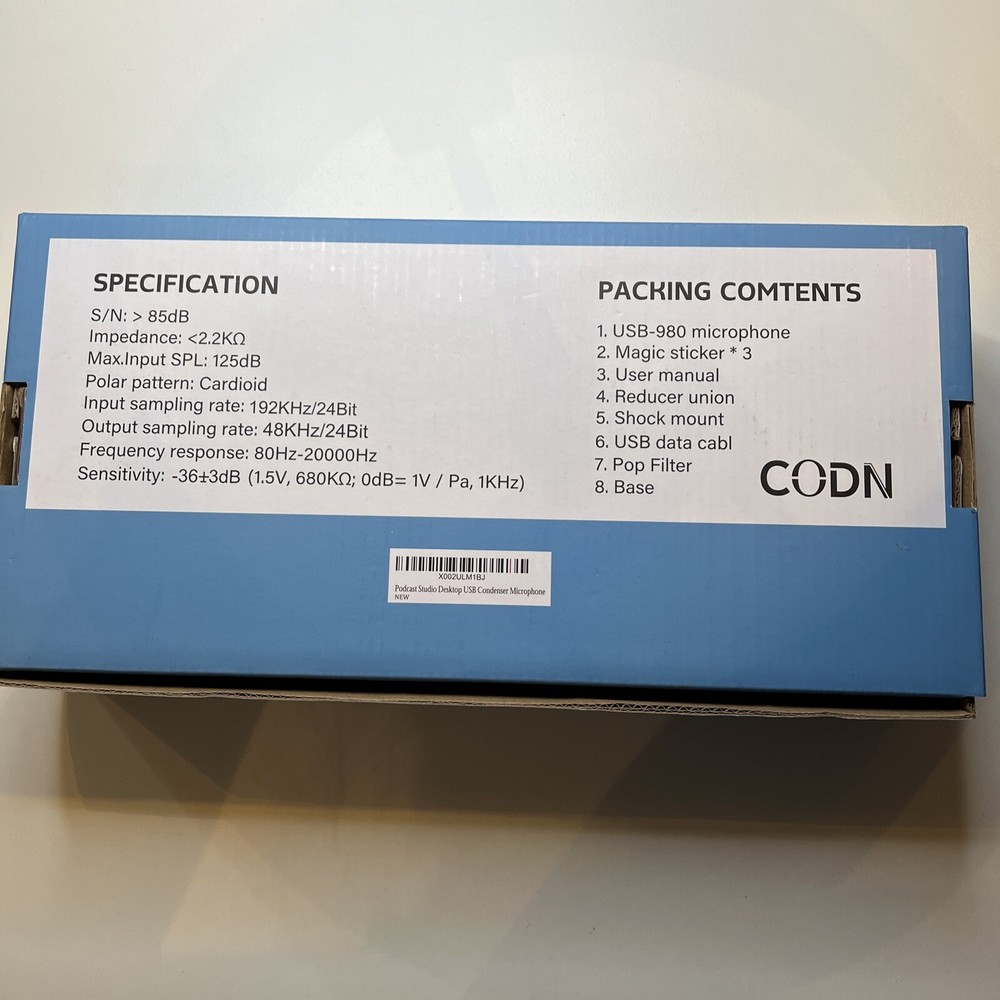 SPECIFICATION
S/N: > 85dB
Impedance: <2.2KΩ
Max.Input SPL: 125dB
Polar pattern: Cardioid
Input sampling rate: 192KHz/24Bit
Output sampling rate: 48KHz/24Bit
Frequency response: 80Hz-20000Hz
Sensitivity: -36±3dB (1.5V, 680KΩ; 0dB= 1V / Pa, 1KHz)
PACKING COMTENTS
1. USB-980 microphone
2. Magic sticker * 3
3. User manual
4. Reducer union
5. Shock mount
6. USB data cabl
7. Pop Filter
8. Base
CODN
X002ULM1BJ
Podcast Studio Desktop USB Condenser Microphone
NEW